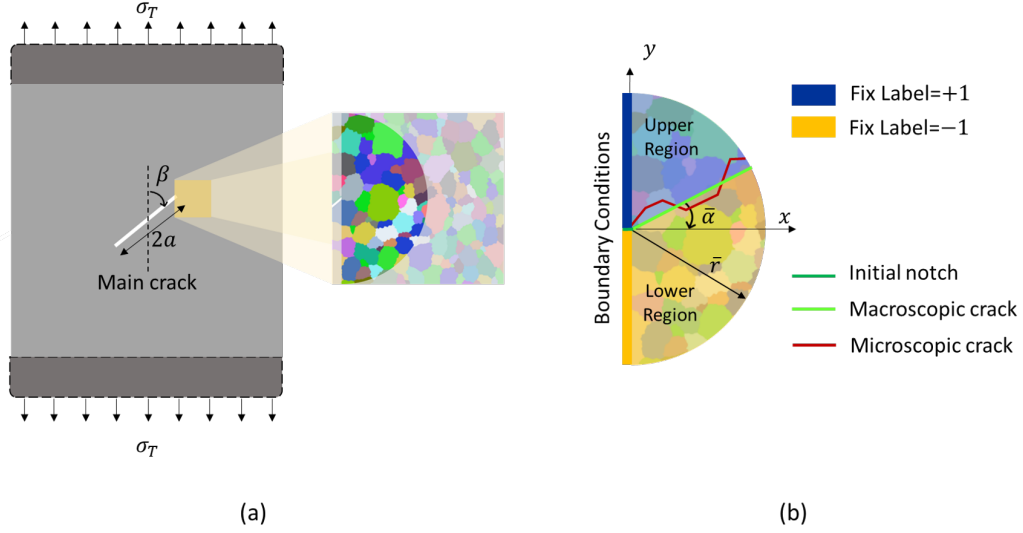 σ_T
β
2a
Main crack
σ_T
(a)
y
Upper
Region
Boundary Conditions
ᾱ
x
r̄
Lower
Region
Fix Label=+1
Fix Label=−1
Initial notch
Macroscopic crack
Microscopic crack
(b)